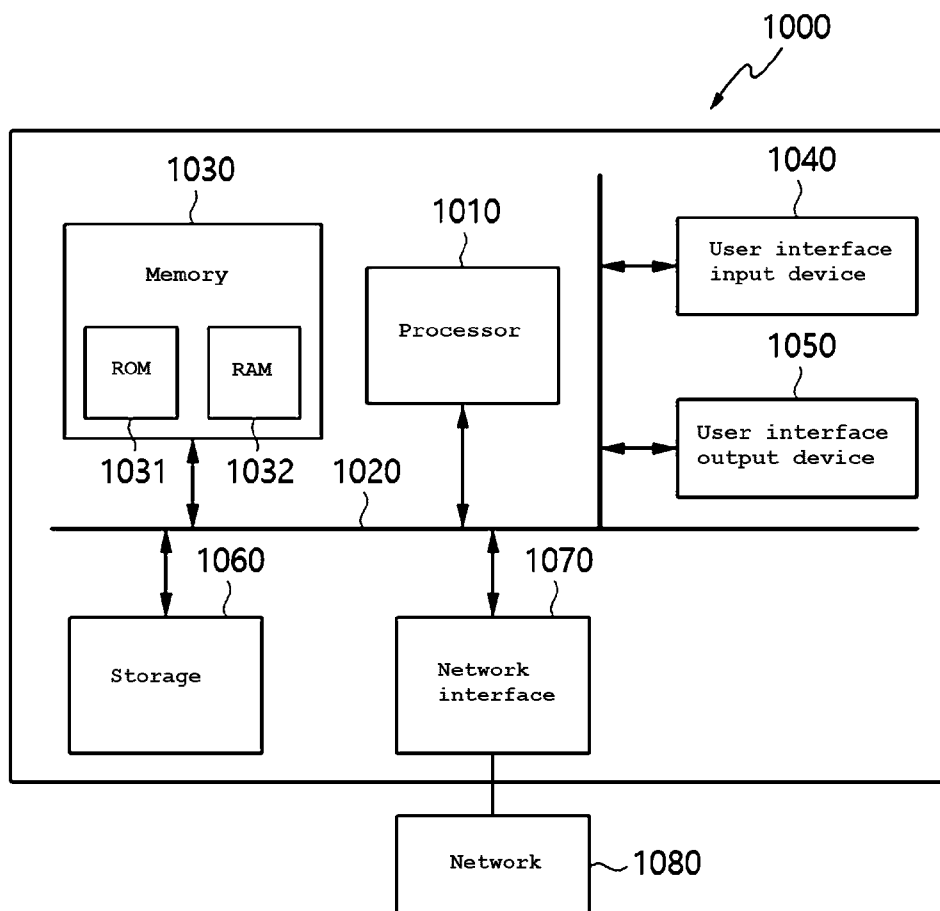 1000
1030
1010
1040
Memory
ROM
RAM
1031
1032
Processor
User interface
input device
1050
User interface
output device
1020
1060
1070
Storage
Network
interface
Network
1080